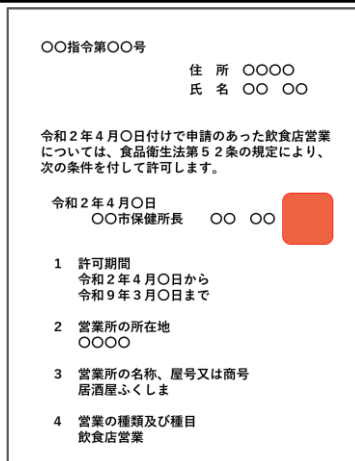 〇〇指令第〇〇号
住 所 〇〇〇〇
氏 名 〇〇 〇〇
令和２年４月〇日付けで申請のあった飲食店営業
については、食品衛生法第５２条の規定により、
次の条件を付して許可します。
令和２年４月〇日
〇〇市保健所長 〇〇 〇〇
1 許可期間
令和２年４月〇日から
令和９年３月〇日まで
2 営業所の所在地
〇〇〇〇
3 営業所の名称、屋号又は商号
居酒屋ふくしま
4 営業の種類及び種目
飲食店営業